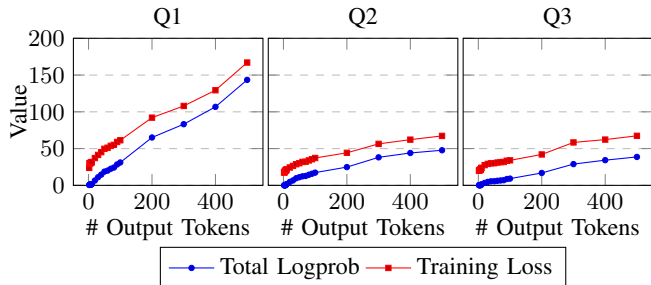 Q1 Q2 Q3
200
150
100
50
0
Value
0 200 400 0 200 400 0 200 400
# Output Tokens # Output Tokens # Output Tokens
Total Logprob Training Loss